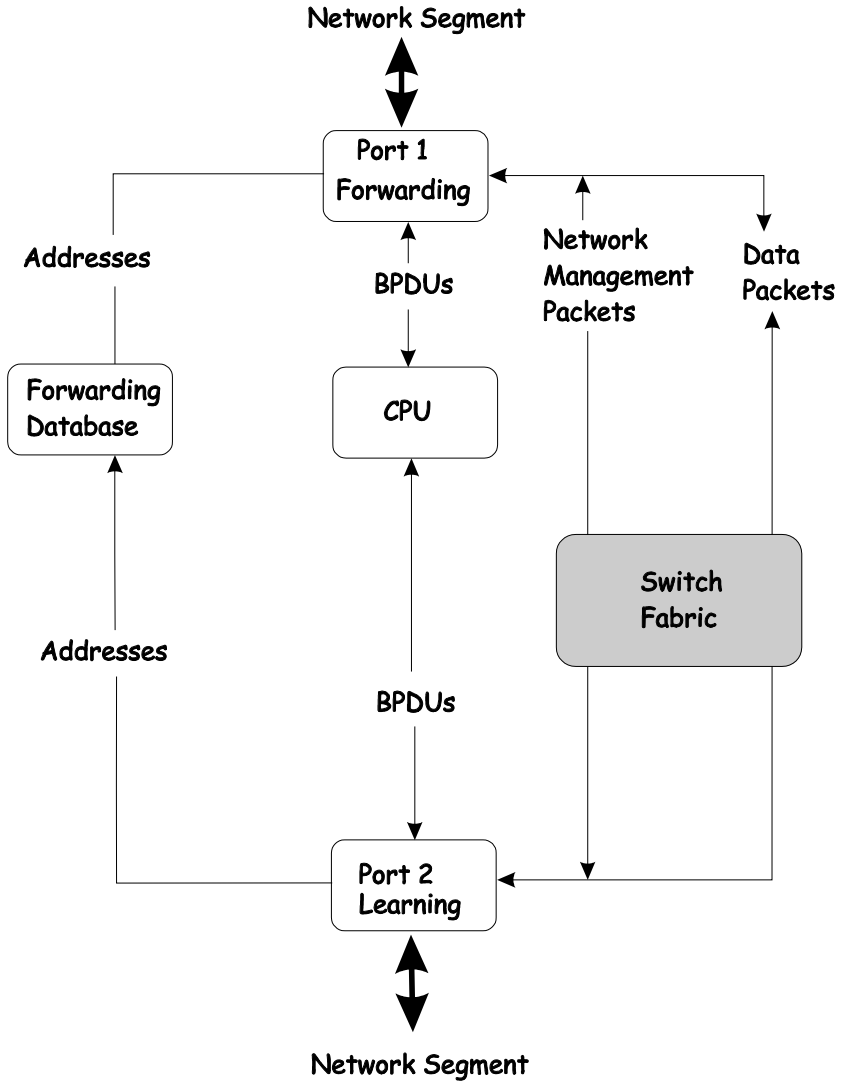 Network Segment
Port 1
Forwarding
Addresses
BPDUs
Network
Management
Packets
Data
Packets
Forwarding
Database
CPU
Switch
Fabric
Addresses
BPDUs
Port 2
Learning
Network Segment